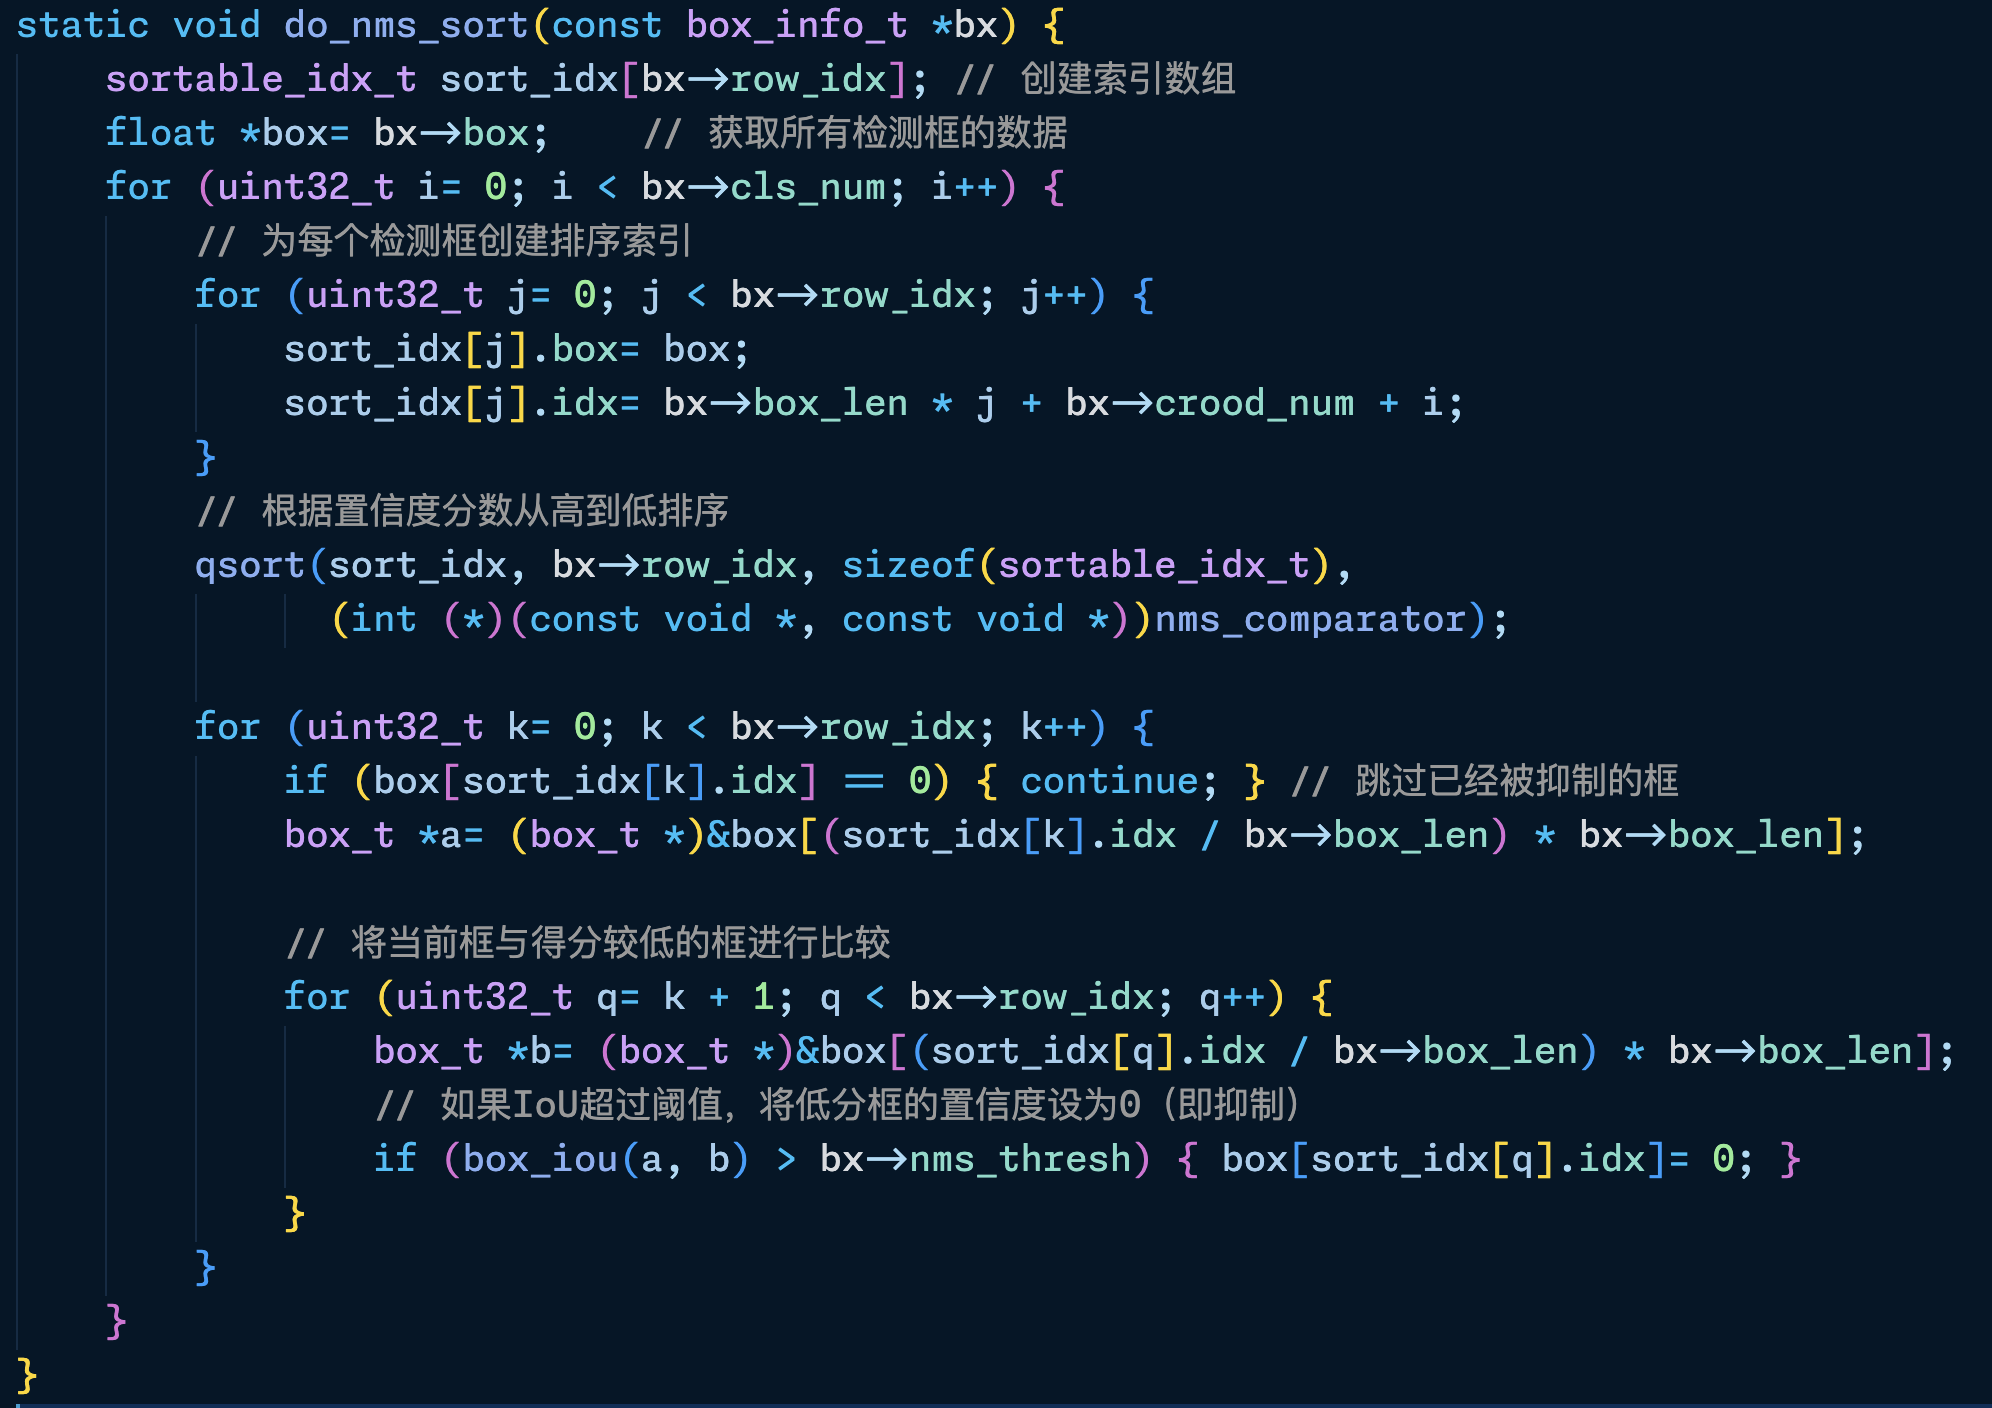 static void do_nms_sort(const box_info_t *bx) {
    sortable_idx_t sort_idx[bx->row_idx]; // 创建索引数组
    float *box= bx->box;    // 获取所有检测框的数据
    for (uint32_t i= 0; i < bx->cls_num; i++) {
        // 为每个检测框创建排序索引
        for (uint32_t j= 0; j < bx->row_idx; j++) {
            sort_idx[j].box= box;
            sort_idx[j].idx= bx->box_len * j + bx->crood_num + i;
        }
        // 根据置信度分数从高到低排序
        qsort(sort_idx, bx->row_idx, sizeof(sortable_idx_t),
              (int (*)(const void *, const void *))nms_comparator);

        for (uint32_t k= 0; k < bx->row_idx; k++) {
            if (box[sort_idx[k].idx] == 0) { continue; } // 跳过已经被抑制的框
            box_t *a= (box_t *)&box[(sort_idx[k].idx / bx->box_len) * bx->box_len];

            // 将当前框与得分较低的框进行比较
            for (uint32_t q= k + 1; q < bx->row_idx; q++) {
                box_t *b= (box_t *)&box[(sort_idx[q].idx / bx->box_len) * bx->box_len];
                // 如果IoU超过阈值，将低分框的置信度设为0（即抑制）
                if (box_iou(a, b) > bx->nms_thresh) { box[sort_idx[q].idx]= 0; }
            }
        }
    }
}